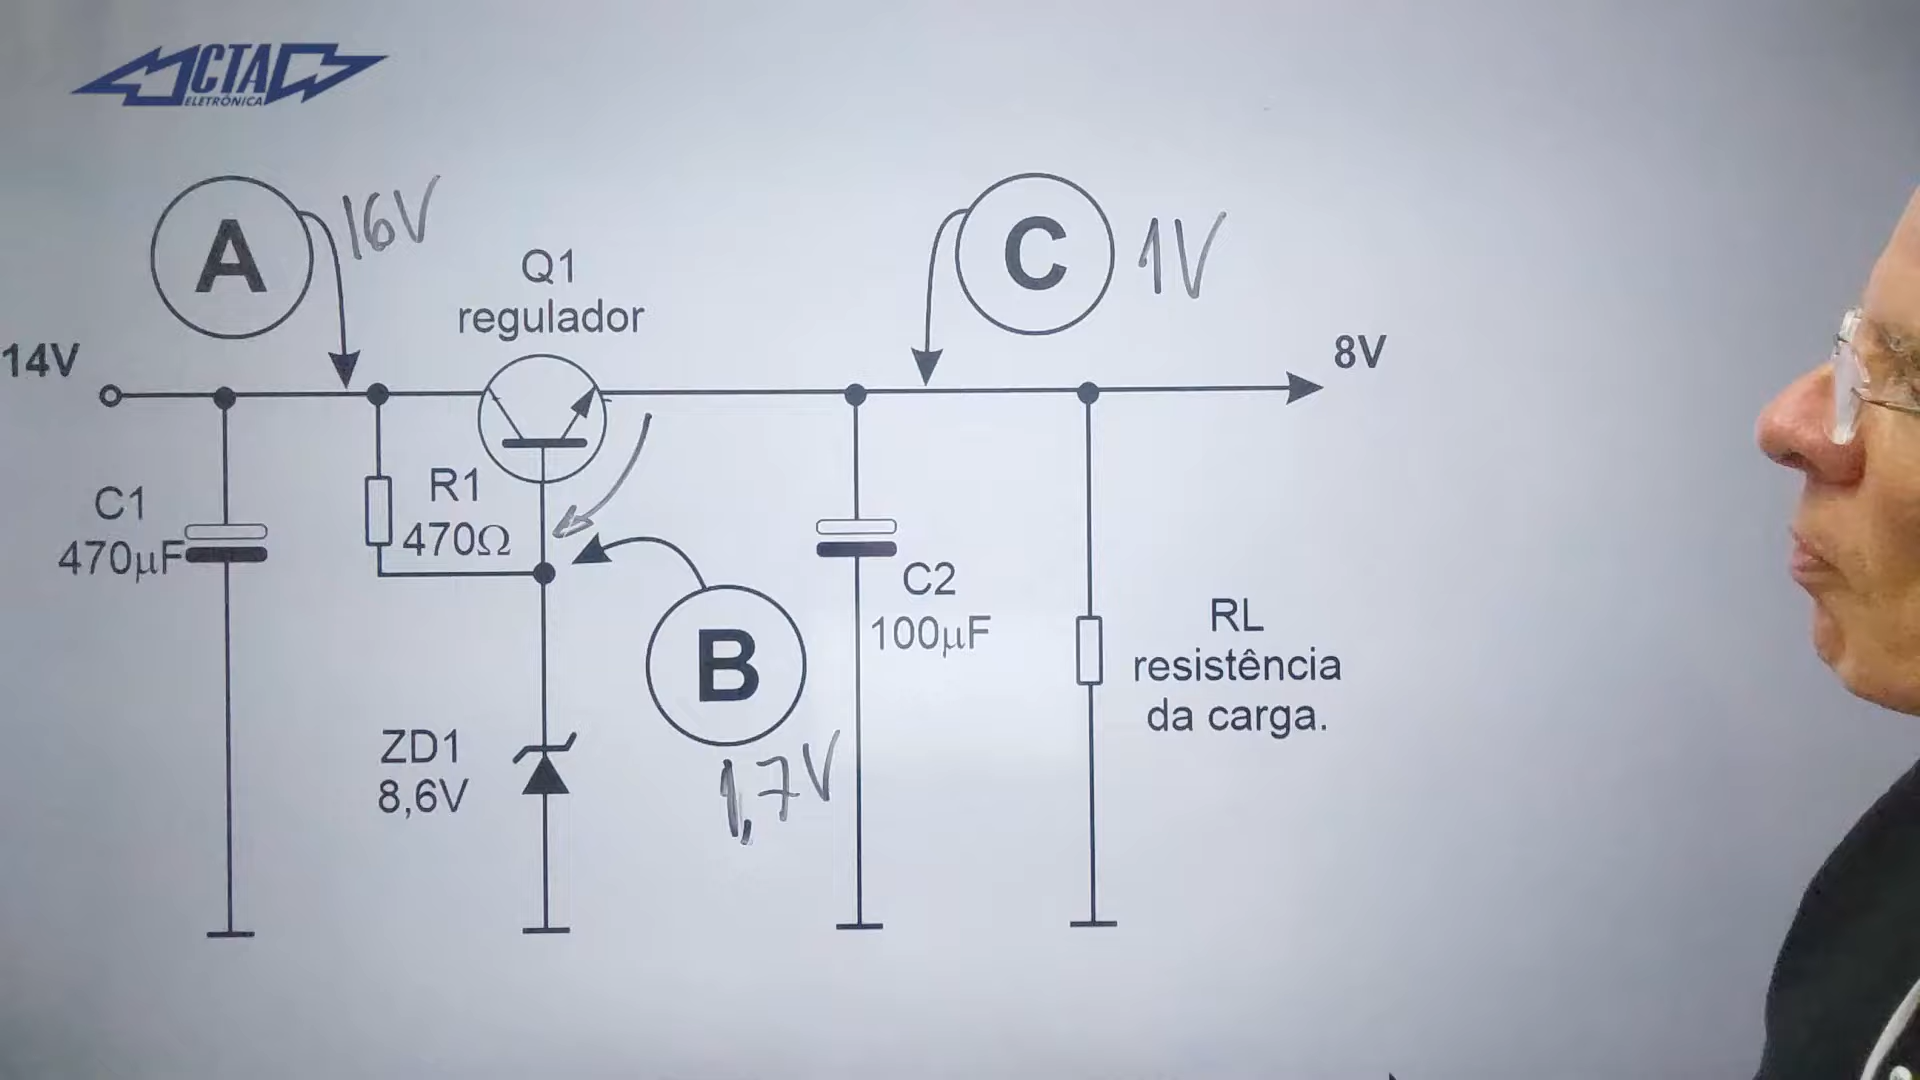 CTA
ELETRÔNICA
A
16V
C
1V
Q1
regulador
14V
8V
C1
470µF
R1
470Ω
B
1,7V
C2
100µF
RL
resistência
da carga.
ZD1
8,6V